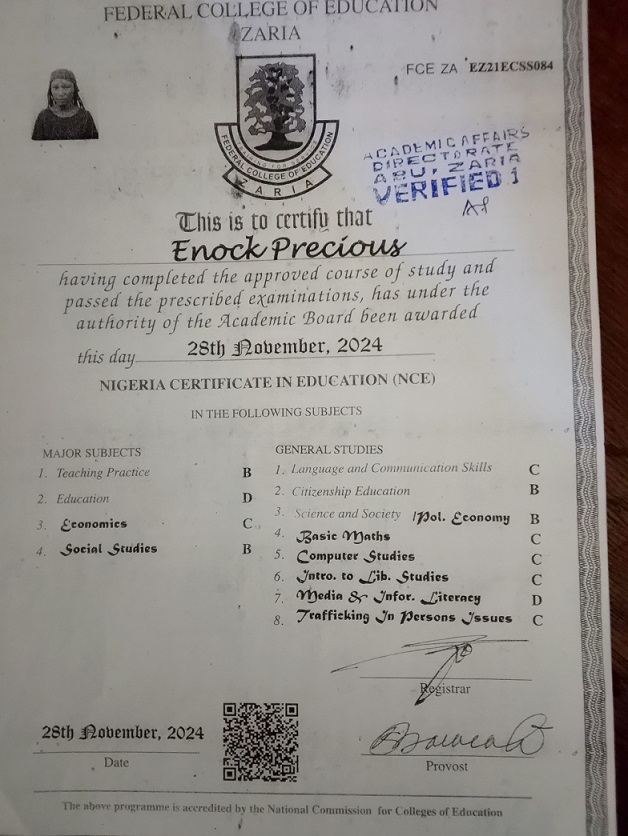 FEDERAL COLLEGE OF EDUCATION
ZARIA
FCE ZA EZ21ECSS084
FEDERAL COLLEGE OF EDUCATION
ZARIA
ACADEMIC AFFAIRS
DIRECTORATE
ABU, ZARIA
VERIFIED 1
This is to certify that
Enock Precious
having completed the approved course of study and
passed the prescribed examinations, has under the
authority of the Academic Board been awarded
this day 28th November, 2024
NIGERIA CERTIFICATE IN EDUCATION (NCE)
IN THE FOLLOWING SUBJECTS
MAJOR SUBJECTS
1. Teaching Practice B
2. Education D
3. Economics C
4. Social Studies B
GENERAL STUDIES
1. Language and Communication Skills C
2. Citizenship Education B
3. Science and Society /Pol. Economy B
4. Basic Maths C
5. Computer Studies C
6. Intro. to Lib. Studies C
7. Media & Infor. Literacy D
8. Trafficking In Persons Issues C
Registrar
28th November, 2024
Date
Provost
The above programme is accredited by the National Commission for Colleges of Education